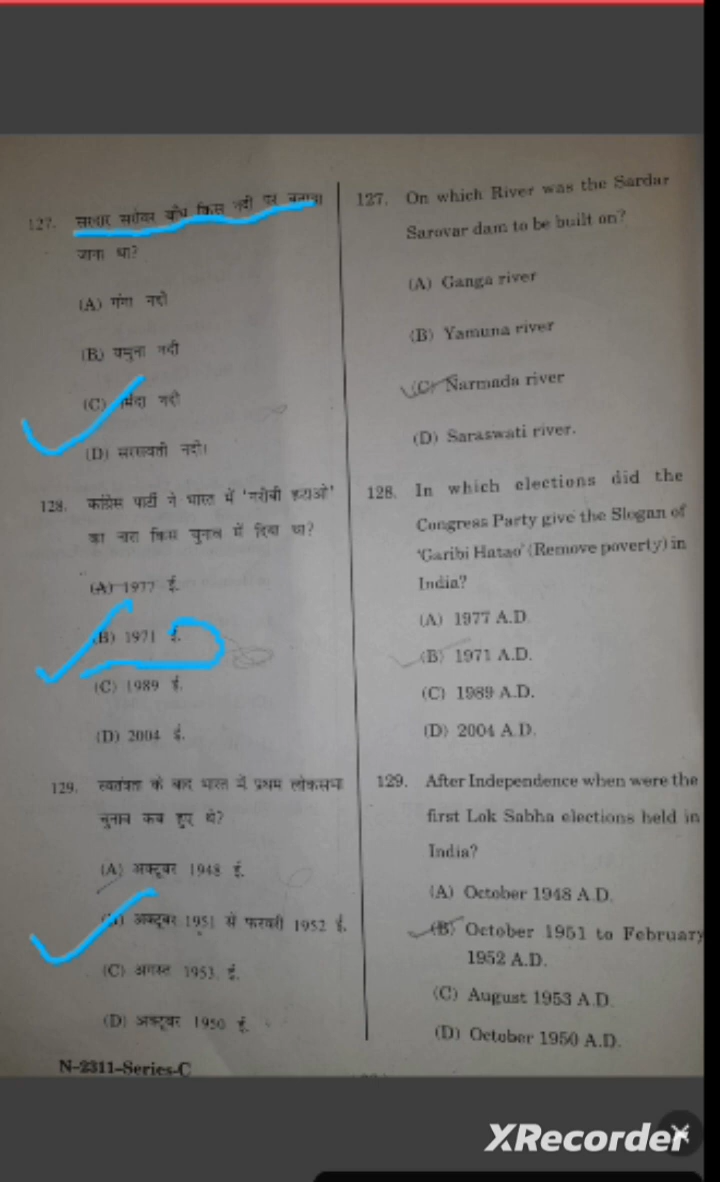 127. सरदार सरोवर बाँध किस नदी पर बनाया
जाना था?
(A) गंगा नदी
(B) यमुना नदी
(C) नर्मदा नदी
(D) सरस्वती नदी।
128. कांग्रेस पार्टी ने भारत में 'गरीबी हटाओ'
का नारा किस चुनाव में दिया था?
(A) 1977 ई.
(B) 1971 ई.
(C) 1989 ई.
(D) 2004 ई.
129. स्वतंत्रता के बाद भारत में प्रथम लोकसभा
चुनाव कब हुए थे?
(A) अक्टूबर 1948 ई.
(B) अक्टूबर 1951 से फरवरी 1952 ई.
(C) अगस्त 1953 ई.
(D) अक्टूबर 1950 ई.
N-2311-Series-C
127. On which River was the Sardar
Sarovar dam to be built on?
(A) Ganga river
(B) Yamuna river
(C) Narmada river
(D) Saraswati river.
128. In which elections did the
Congress Party give the Slogan of
'Garibi Hatao' (Remove poverty) in
India?
(A) 1977 A.D.
(B) 1971 A.D.
(C) 1989 A.D.
(D) 2004 A.D.
129. After Independence when were the
first Lok Sabha elections held in
India?
(A) October 1948 A.D.
(B) October 1951 to February
1952 A.D.
(C) August 1953 A.D.
(D) October 1950 A.D.
XRecorder